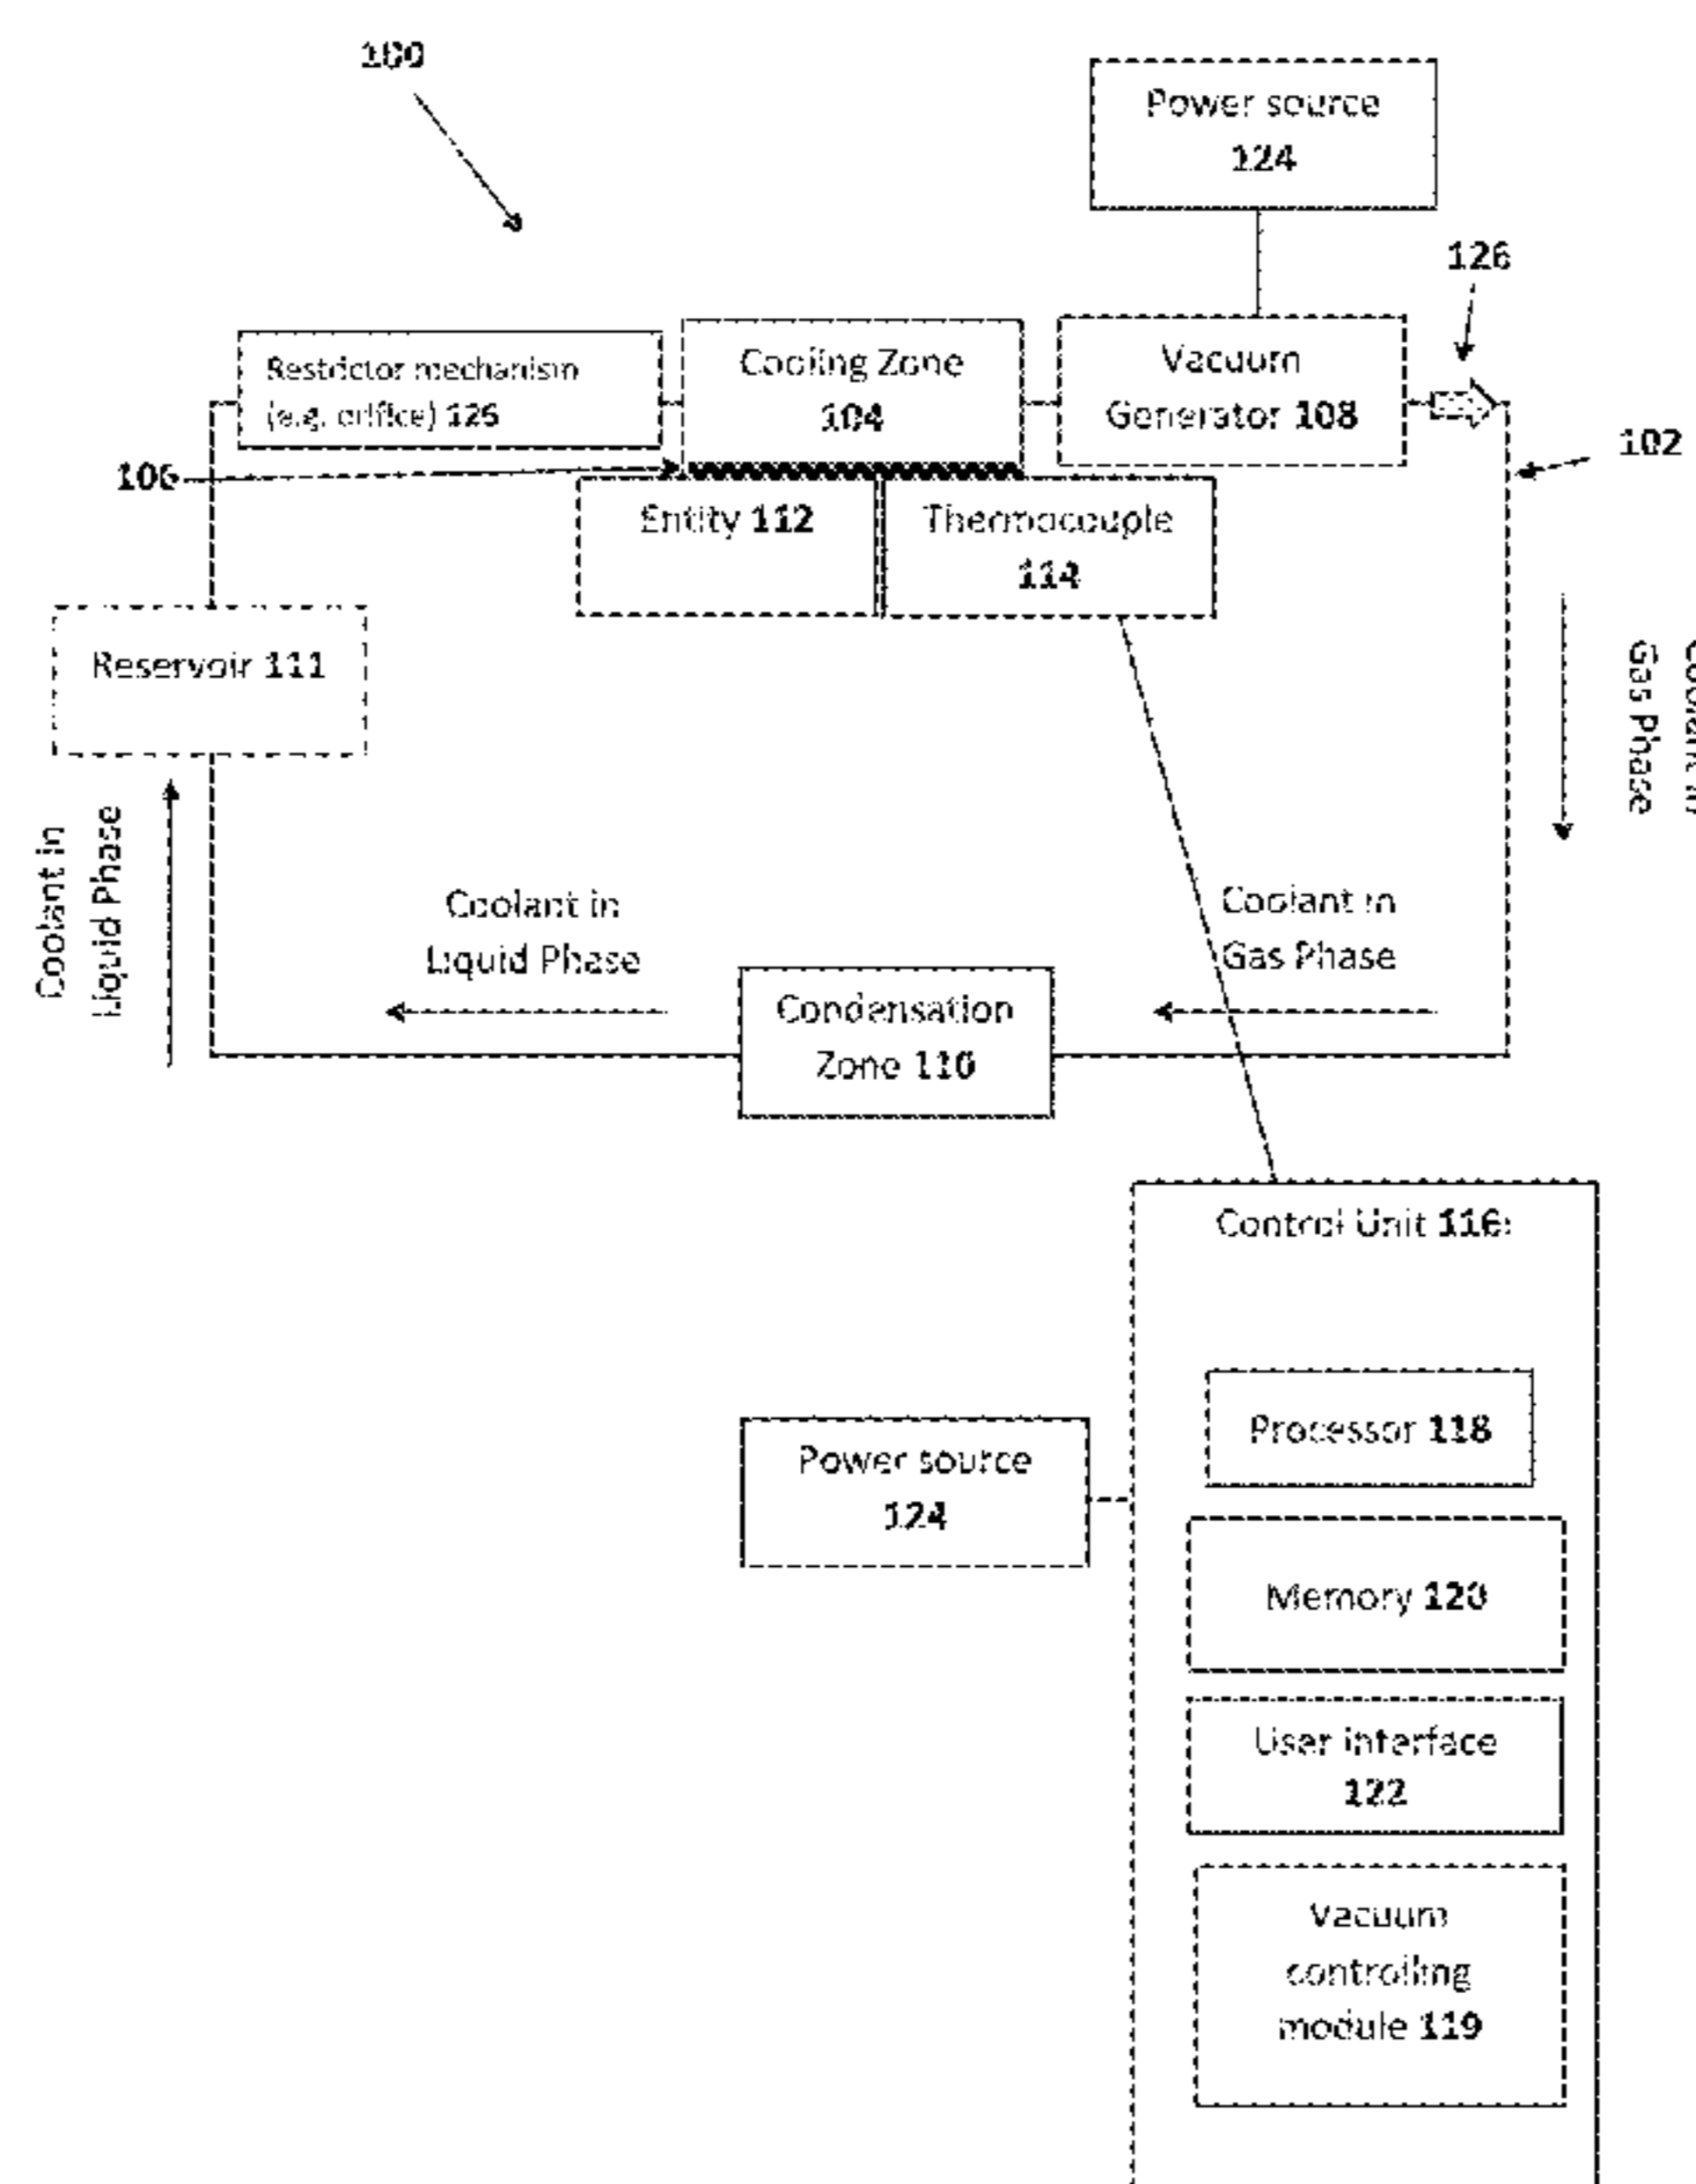 100
Power source
124
126
Restrictor mechanism
(e.g. orifice) 125
Cooling Zone
104
Vacuum
Generator 108
102
106
Entity 112
Thermocouple
114
Reservoir 111
Gas Phase
Coolant in
Liquid Phase
Coolant in
Liquid Phase
Coolant in
Gas Phase
Condensation
Zone 110
Control Unit 116:
Processor 118
Power source
124
Memory 120
User interface
122
Vacuum
controlling
module 119